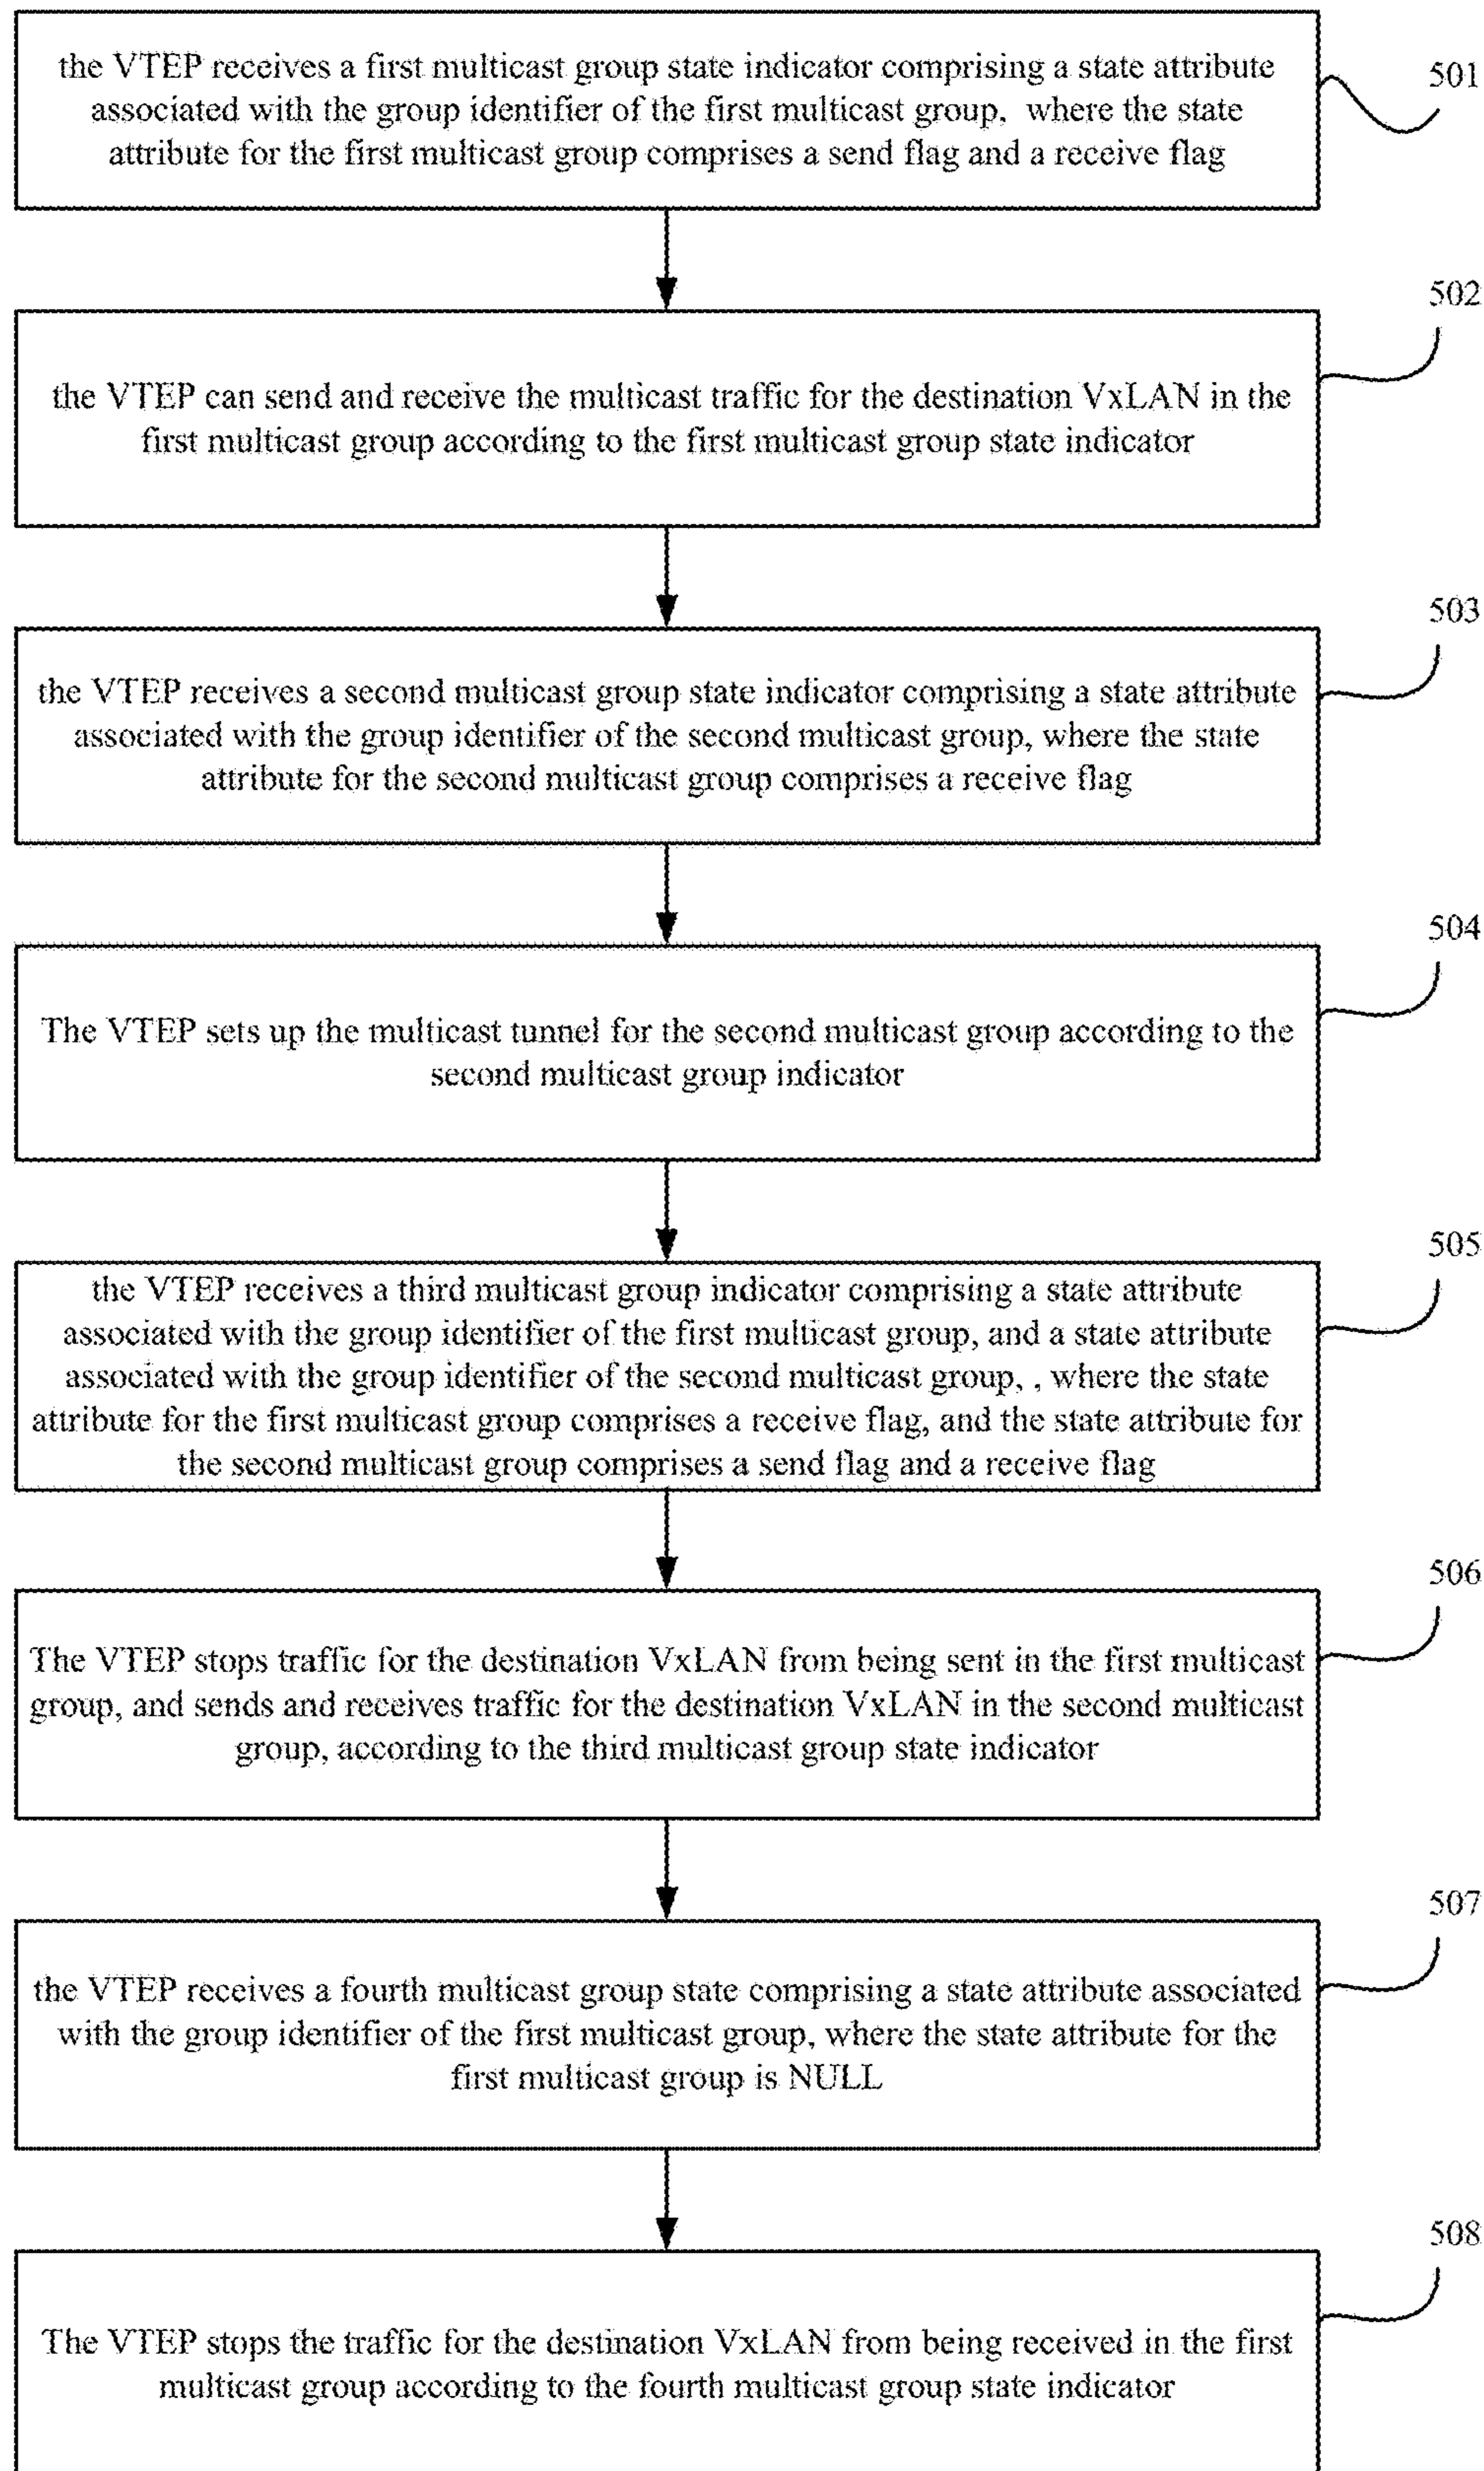 the VTEP receives a first multicast group state indicator comprising a state attribute
associated with the group identifier of the first multicast group, where the state
attribute for the first multicast group comprises a send flag and a receive flag
501
the VTEP can send and receive the multicast traffic for the destination VxLAN in the
first multicast group according to the first multicast group state indicator
502
the VTEP receives a second multicast group state indicator comprising a state attribute
associated with the group identifier of the second multicast group, where the state
attribute for the second multicast group comprises a receive flag
503
The VTEP sets up the multicast tunnel for the second multicast group according to the
second multicast group indicator
504
the VTEP receives a third multicast group indicator comprising a state attribute
associated with the group identifier of the first multicast group, and a state attribute
associated with the group identifier of the second multicast group, , where the state
attribute for the first multicast group comprises a receive flag, and the state attribute for
the second multicast group comprises a send flag and a receive flag
505
The VTEP stops traffic for the destination VxLAN from being sent in the first multicast
group, and sends and receives traffic for the destination VxLAN in the second multicast
group, according to the third multicast group state indicator
506
the VTEP receives a fourth multicast group state comprising a state attribute associated
with the group identifier of the first multicast group, where the state attribute for the
first multicast group is NULL
507
The VTEP stops the traffic for the destination VxLAN from being received in the first
multicast group according to the fourth multicast group state indicator
508